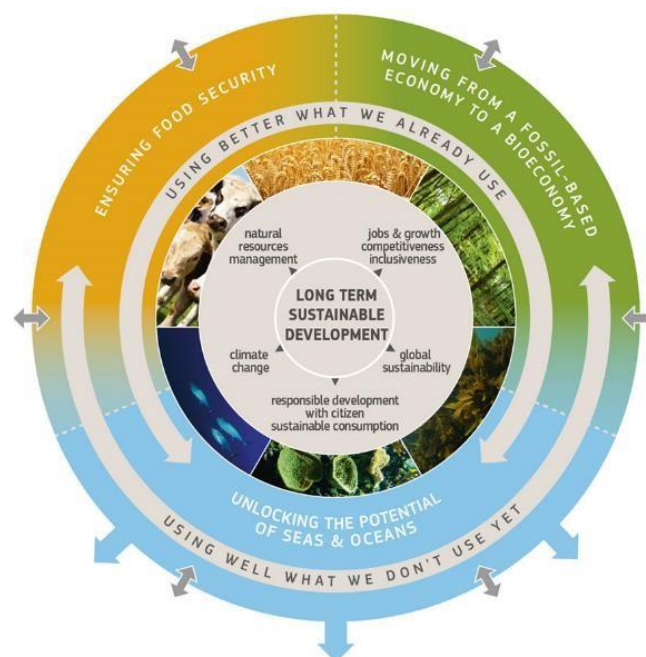 ENSURING FOOD SECURITY
MOVING FROM A FOSSIL-BASED
ECONOMY TO A BIOECONOMY
USING BETTER WHAT WE ALREADY USE
natural
resources
management
jobs & growth
competitiveness
inclusiveness
LONG TERM
SUSTAINABLE
DEVELOPMENT
climate
change
global
sustainability
responsible development
with citizen
sustainable consumption
UNLOCKING THE POTENTIAL
OF SEAS & OCEANS
USING WELL WHAT WE DON'T USE YET